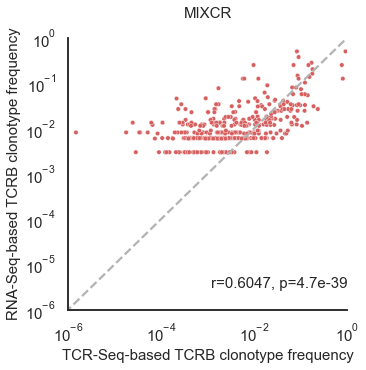 MIXCR
RNA-Seq-based TCRB clonotype frequency
10^0
10^−1
10^−2
10^−3
10^−4
10^−5
10^−6
r=0.6047, p=4.7e-39
10^−6 10^−4 10^−2 10^0
TCR-Seq-based TCRB clonotype frequency